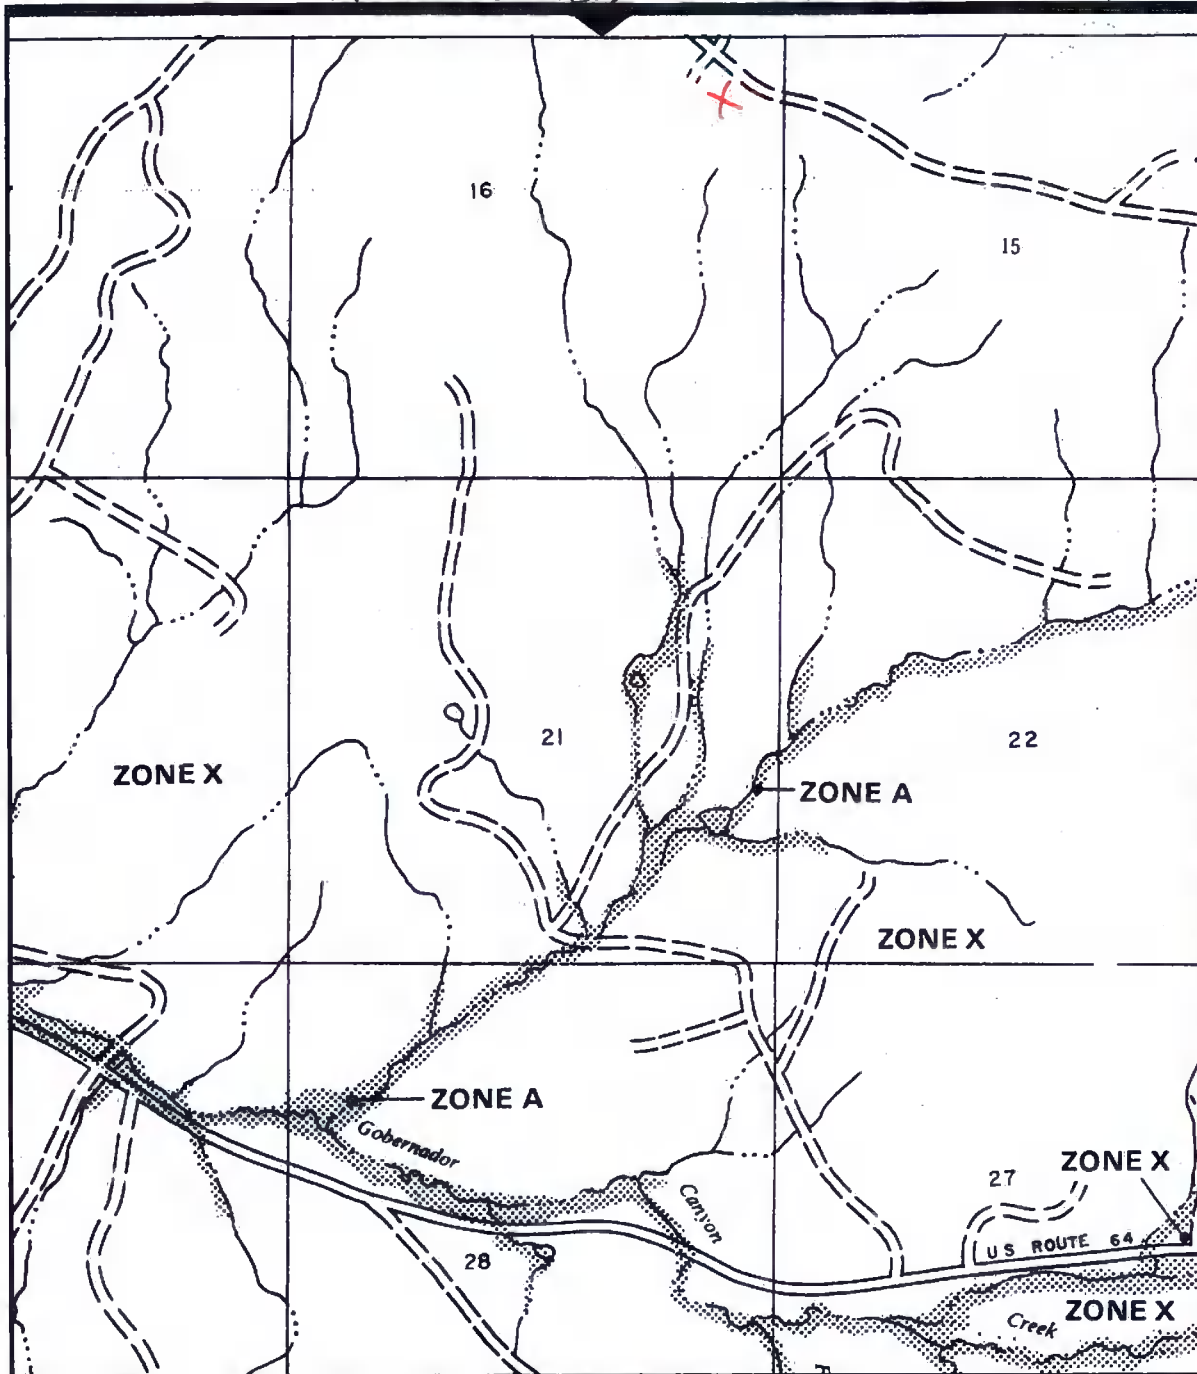 16
15
21
22
ZONE X
ZONE A
ZONE X
ZONE A
Gobernador
Canyon
27
ZONE X
US ROUTE 64
28
Creek
ZONE X